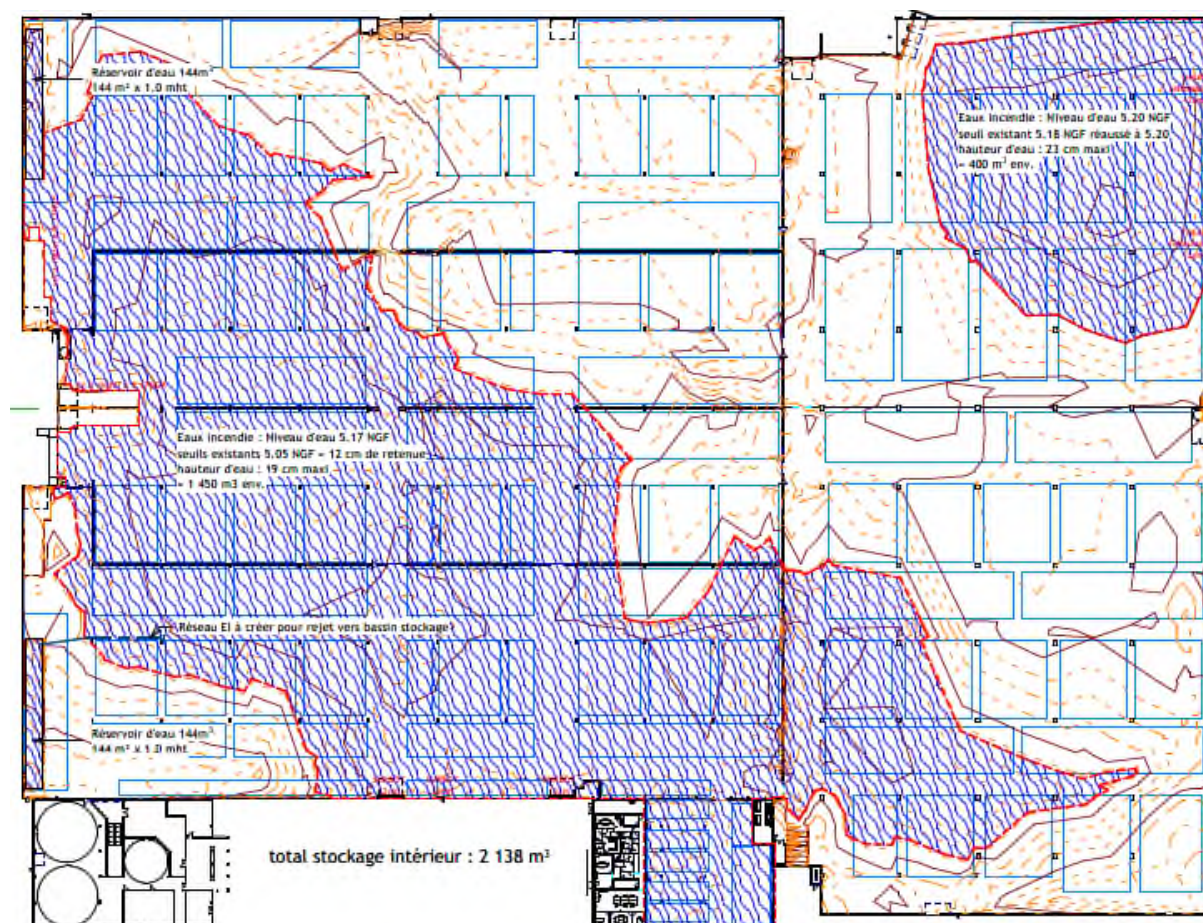 Réservoir d'eau 144m³
144 m² x 1.0 mht
Eaux incendie : Niveau d'eau 5.20 NGF
seuil existant 5.18 NGF réaussé à 5.20
hauteur d'eau : 23 cm maxi
= 400 m³ env.
Eaux incendie : Niveau d'eau 5.17 NGF
seuils existants 5.05 NGF = 12 cm de retenue
hauteur d'eau : 19 cm maxi
= 1 450 m3 env.
Réseau EI à créer pour rejet vers bassin stockage
Réservoir d'eau 144m³
144 m² x 1.0 mht
total stockage intérieur : 2 138 m³